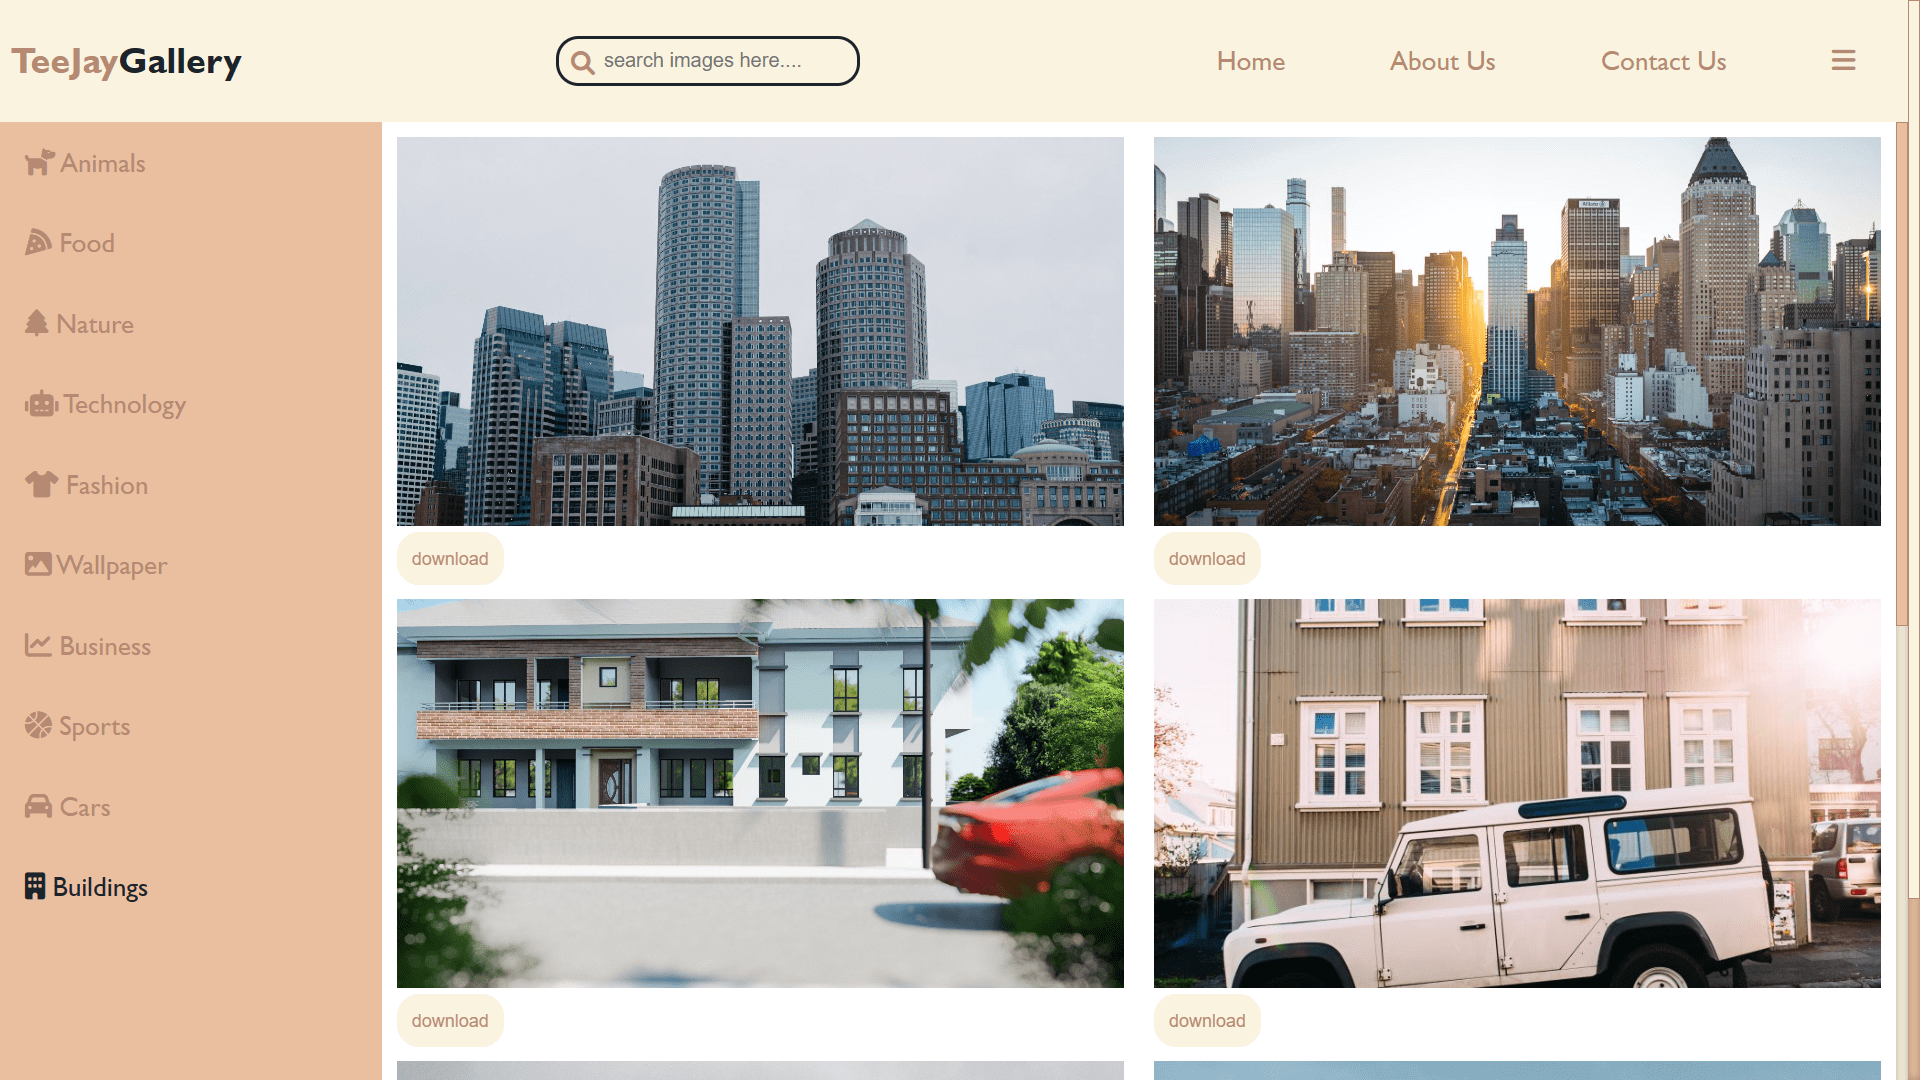 TeeJayGallery
search images here....
Home
About Us
Contact Us
Animals
Food
Nature
Technology
Fashion
Wallpaper
Business
Sports
Cars
Buildings
Allianz
download
download
download
download